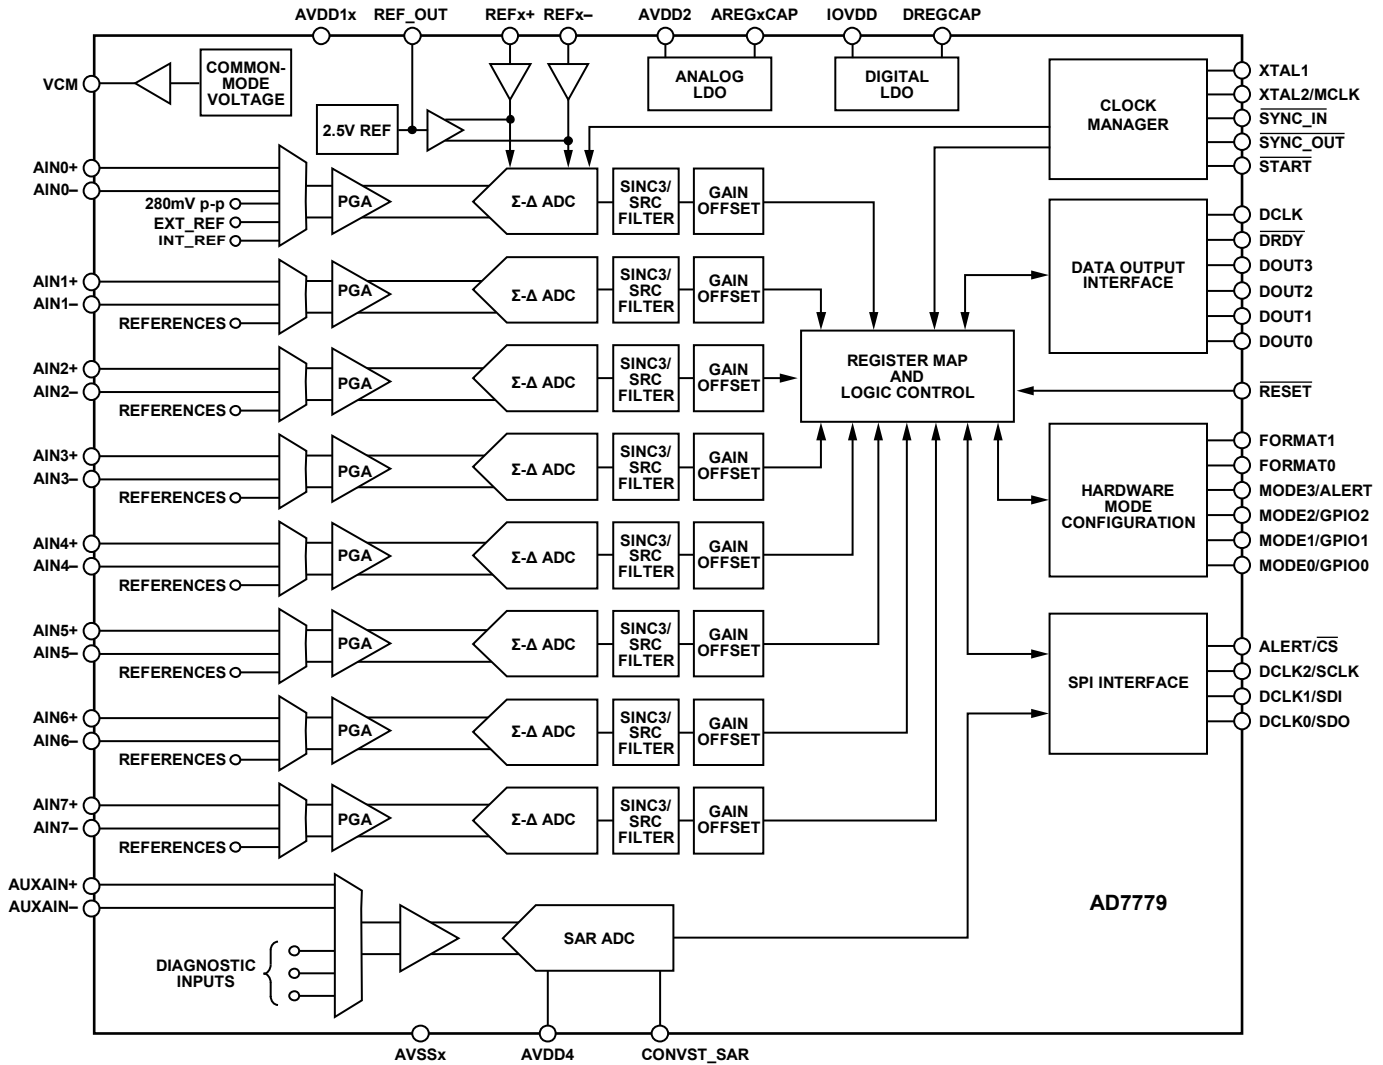 AVDD1x REF_OUT REFx+ REFx– AVDD2 AREGxCAP IOVDD DREGCAP
VCM
COMMON-
MODE
VOLTAGE
2.5V REF
ANALOG
LDO
DIGITAL
LDO
CLOCK
MANAGER
XTAL1
XTAL2/MCLK
SYNC_IN
SYNC_OUT
START
AIN0+
AIN0–
280mV p-p
EXT_REF
INT_REF
PGA
Σ-Δ ADC
SINC3/
SRC
FILTER
GAIN
OFFSET
AIN1+
AIN1–
REFERENCES
PGA
Σ-Δ ADC
SINC3/
SRC
FILTER
GAIN
OFFSET
AIN2+
AIN2–
REFERENCES
PGA
Σ-Δ ADC
SINC3/
SRC
FILTER
GAIN
OFFSET
AIN3+
AIN3–
REFERENCES
PGA
Σ-Δ ADC
SINC3/
SRC
FILTER
GAIN
OFFSET
AIN4+
AIN4–
REFERENCES
PGA
Σ-Δ ADC
SINC3/
SRC
FILTER
GAIN
OFFSET
AIN5+
AIN5–
REFERENCES
PGA
Σ-Δ ADC
SINC3/
SRC
FILTER
GAIN
OFFSET
AIN6+
AIN6–
REFERENCES
PGA
Σ-Δ ADC
SINC3/
SRC
FILTER
GAIN
OFFSET
AIN7+
AIN7–
REFERENCES
PGA
Σ-Δ ADC
SINC3/
SRC
FILTER
GAIN
OFFSET
REGISTER MAP
AND
LOGIC CONTROL
DATA OUTPUT
INTERFACE
DCLK
DRDY
DOUT3
DOUT2
DOUT1
DOUT0
RESET
HARDWARE
MODE
CONFIGURATION
FORMAT1
FORMAT0
MODE3/ALERT
MODE2/GPIO2
MODE1/GPIO1
MODE0/GPIO0
SPI INTERFACE
ALERT/CS
DCLK2/SCLK
DCLK1/SDI
DCLK0/SDO
AUXAIN+
AUXAIN–
DIAGNOSTIC
INPUTS
SAR ADC
AD7779
AVSSx AVDD4 CONVST_SAR